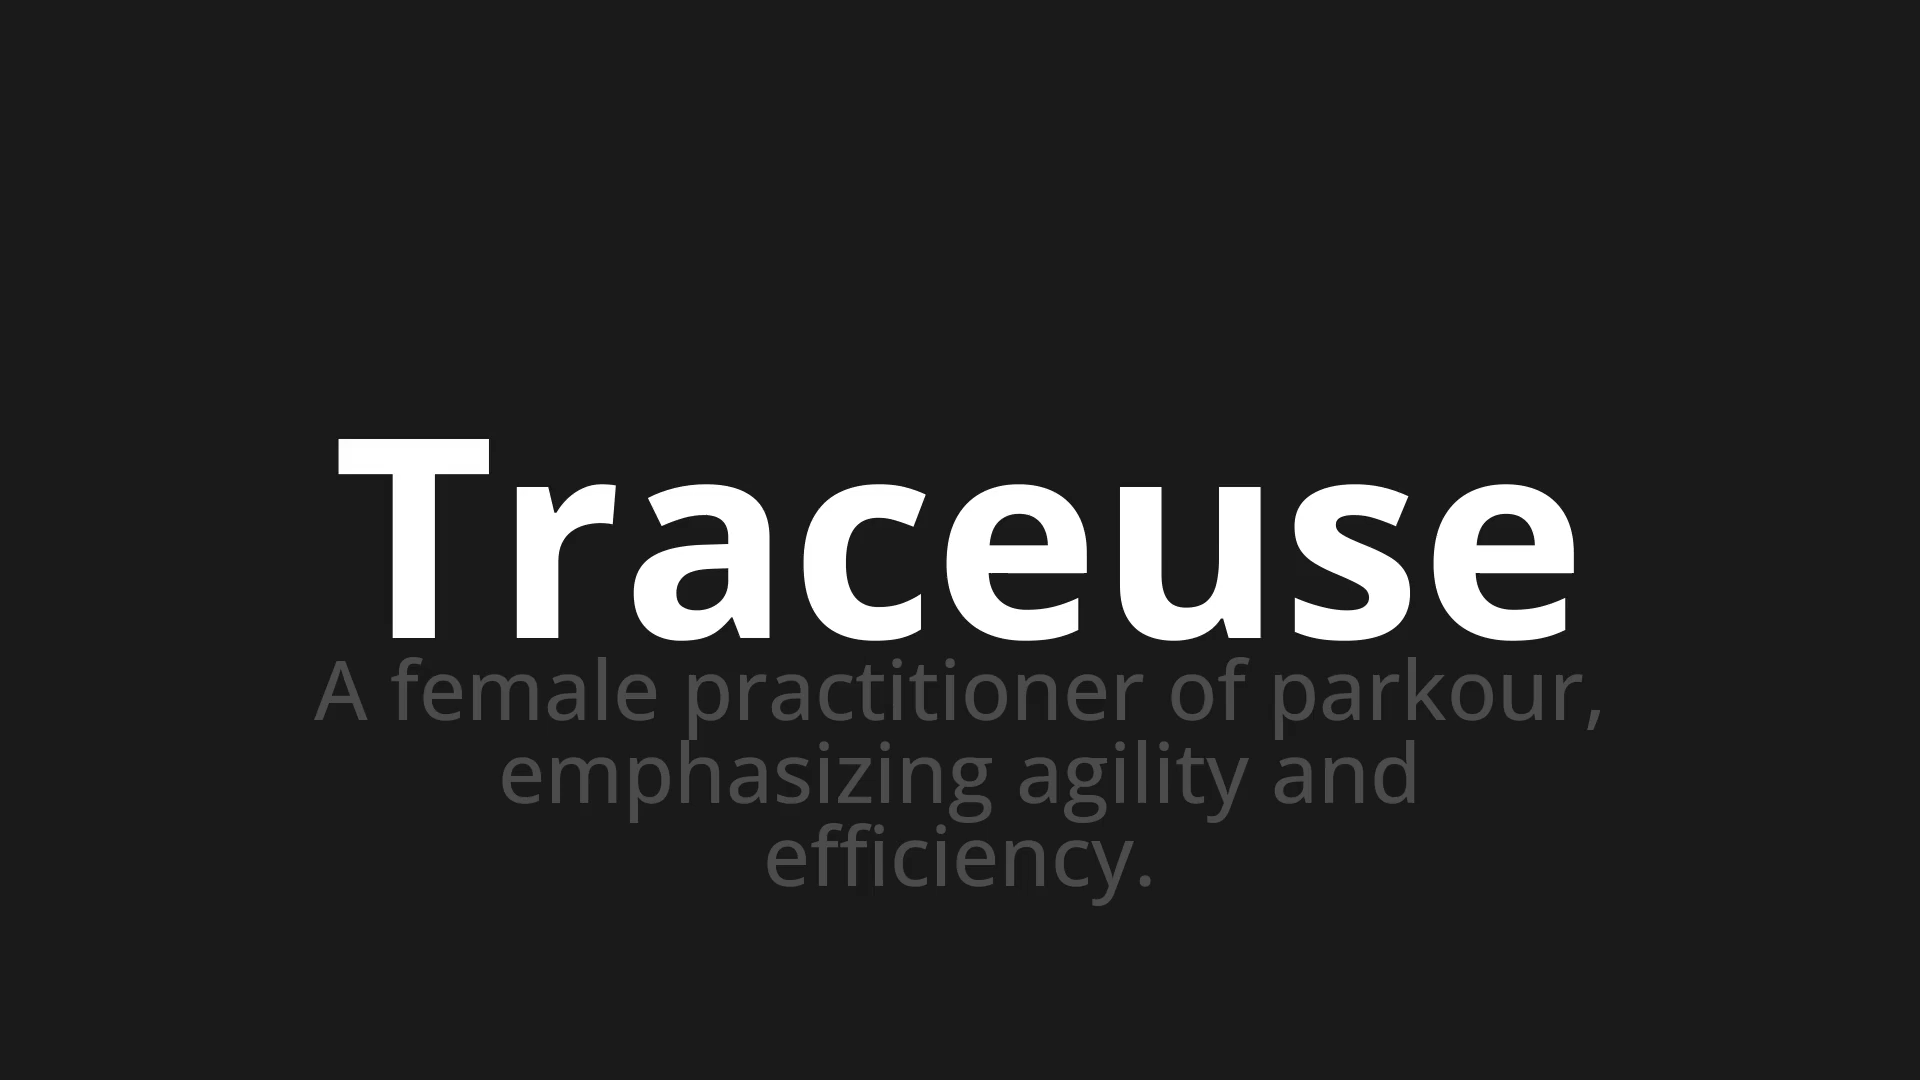 Traceuse
A female practitioner of parkour,
emphasizing agility and
efficiency.